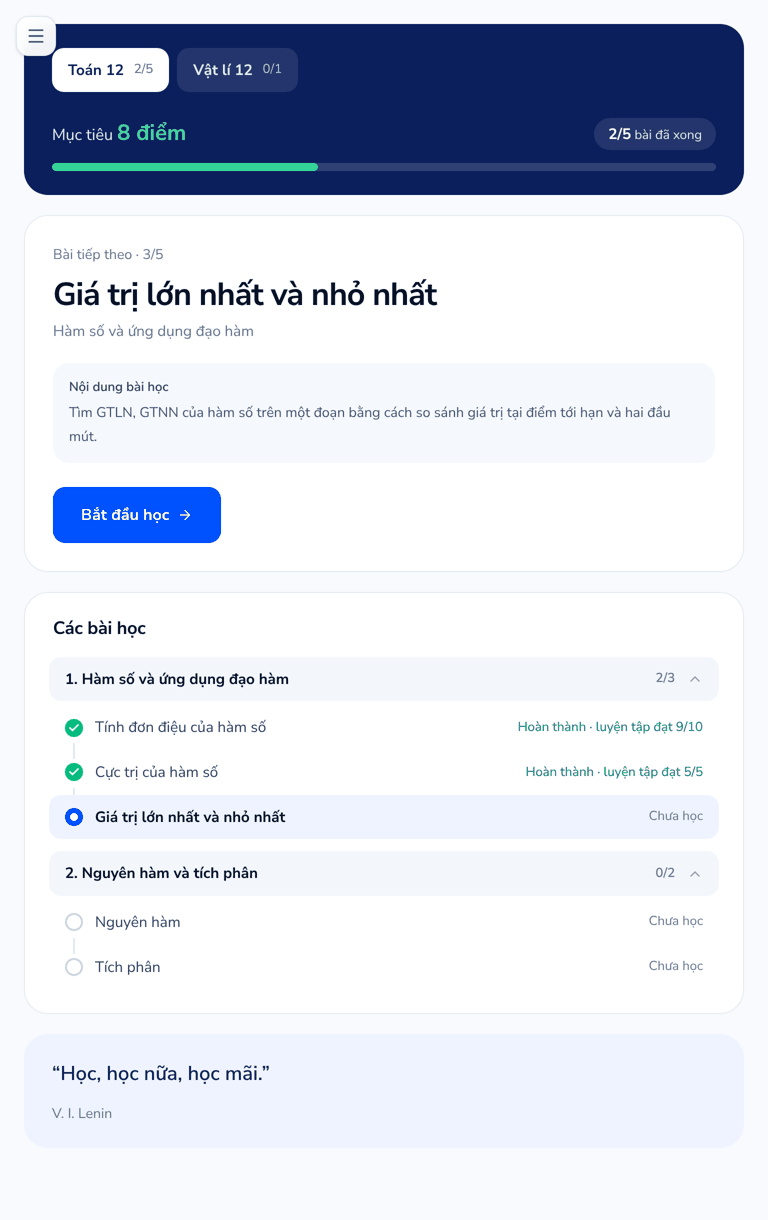 Toán 12 2/5 Vật lí 12 0/1
Mục tiêu 8 điểm 2/5 bài đã xong
Bài tiếp theo · 3/5
Giá trị lớn nhất và nhỏ nhất
Hàm số và ứng dụng đạo hàm
Nội dung bài học
Tìm GTLN, GTNN của hàm số trên một đoạn bằng cách so sánh giá trị tại điểm tới hạn và hai đầu
mút.
Bắt đầu học →
Các bài học
1. Hàm số và ứng dụng đạo hàm 2/3
Tính đơn điệu của hàm số Hoàn thành · luyện tập đạt 9/10
Cực trị của hàm số Hoàn thành · luyện tập đạt 5/5
Giá trị lớn nhất và nhỏ nhất Chưa học
2. Nguyên hàm và tích phân 0/2
Nguyên hàm Chưa học
Tích phân Chưa học
“Học, học nữa, học mãi.”
V. I. Lenin